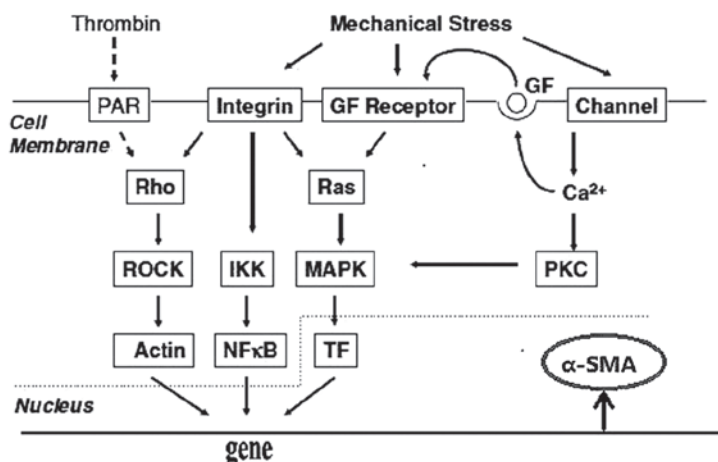 Thrombin
Mechanical Stress
GF
PAR
Integrin
GF Receptor
Channel
Cell
Membrane
Rho
Ras
Ca2+
ROCK
IKK
MAPK
PKC
Actin
NFκB
TF
α-SMA
Nucleus
gene